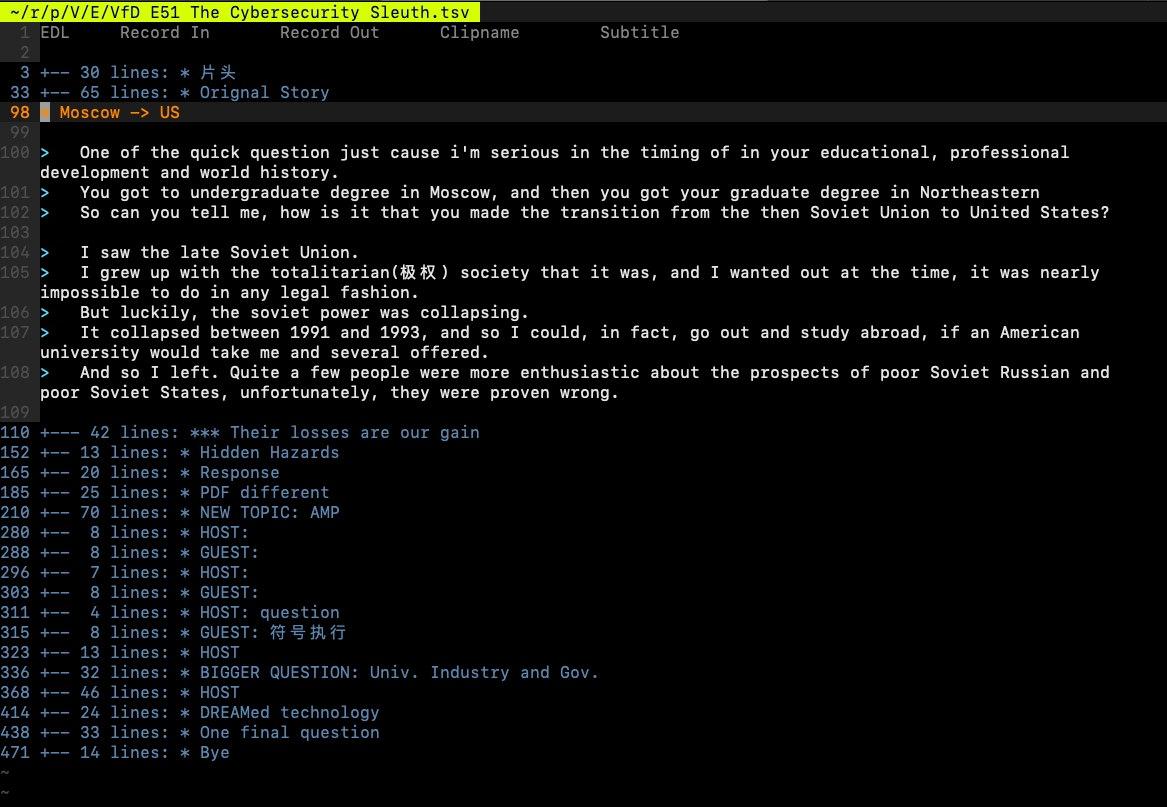 ~/r/p/V/E/VfD E51 The Cybersecurity Sleuth.tsv
1 EDL Record In Record Out Clipname Subtitle
2
3 +-- 30 lines: * 片头
33 +-- 65 lines: * Orignal Story
98 * Moscow -> US
99
100 > One of the quick question just cause i'm serious in the timing of in your educational, professional
development and world history.
101 > You got to undergraduate degree in Moscow, and then you got your graduate degree in Northeastern
102 > So can you tell me, how is it that you made the transition from the then Soviet Union to United States?
103
104 > I saw the late Soviet Union.
105 > I grew up with the totalitarian(极权) society that it was, and I wanted out at the time, it was nearly
impossible to do in any legal fashion.
106 > But luckily, the soviet power was collapsing.
107 > It collapsed between 1991 and 1993, and so I could, in fact, go out and study abroad, if an American
university would take me and several offered.
108 > And so I left. Quite a few people were more enthusiastic about the prospects of poor Soviet Russian and
poor Soviet States, unfortunately, they were proven wrong.
109
110 +--- 42 lines: *** Their losses are our gain
152 +-- 13 lines: * Hidden Hazards
165 +-- 20 lines: * Response
185 +-- 25 lines: * PDF different
210 +-- 70 lines: * NEW TOPIC: AMP
280 +-- 8 lines: * HOST:
288 +-- 8 lines: * GUEST:
296 +-- 7 lines: * HOST:
303 +-- 8 lines: * GUEST:
311 +-- 4 lines: * HOST: question
315 +-- 8 lines: * GUEST: 符号执行
323 +-- 13 lines: * HOST
336 +-- 32 lines: * BIGGER QUESTION: Univ. Industry and Gov.
368 +-- 46 lines: * HOST
414 +-- 24 lines: * DREAMed technology
438 +-- 33 lines: * One final question
471 +-- 14 lines: * Bye
~
~